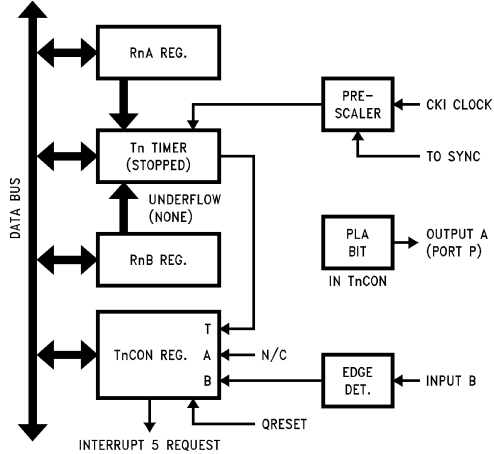 RnA REG.
PRE-
SCALER
CKI CLOCK
Tn TIMER
(STOPPED)
TO SYNC
DATA BUS
UNDERFLOW
(NONE)
PLA
BIT
OUTPUT A
(PORT P)
RnB REG.
IN TnCON
T
TnCON REG.
A
N/C
B
EDGE
DET.
INPUT B
QRESET
INTERRUPT 5 REQUEST